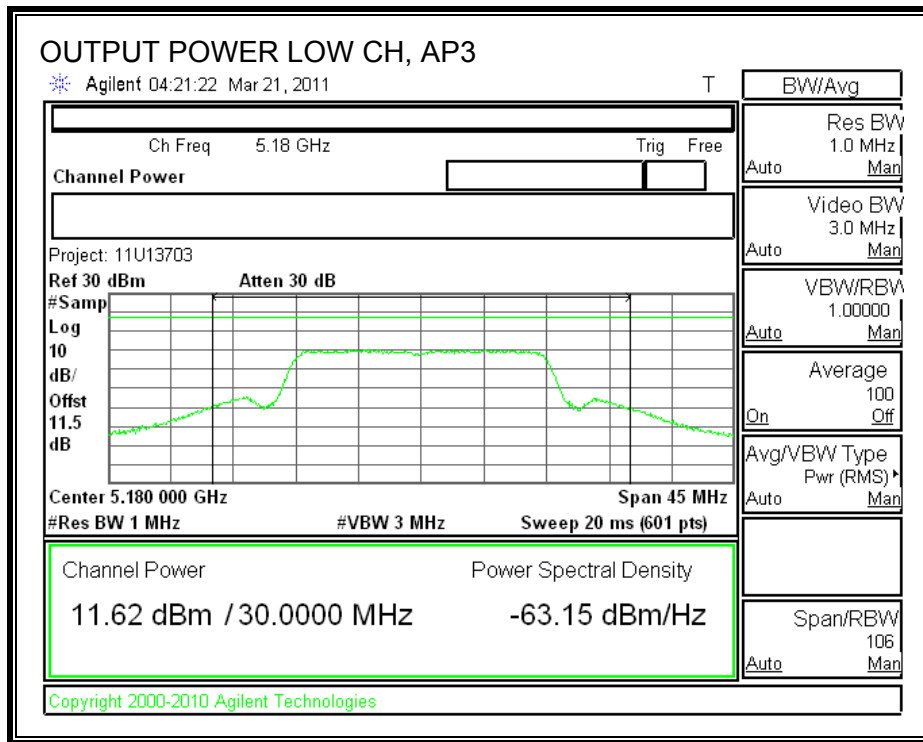 OUTPUT POWER LOW CH, AP3
Agilent 04:21:22 Mar 21, 2011 T
Ch Freq 5.18 GHz Trig Free
Channel Power
Project: 11U13703
Ref 30 dBm Atten 30 dB
#Samp
Log
10
dB/
Offst
11.5
dB
Center 5.180 000 GHz Span 45 MHz
#Res BW 1 MHz #VBW 3 MHz Sweep 20 ms (601 pts)
Channel Power Power Spectral Density
11.62 dBm / 30.0000 MHz -63.15 dBm/Hz
Copyright 2000-2010 Agilent Technologies
BW/Avg
Res BW
1.0 MHz
Auto Man
Video BW
3.0 MHz
Auto Man
VBW/RBW
1.00000
Auto Man
Average
100
On Off
Avg/VBW Type
Pwr (RMS)
Auto Man
Span/RBW
106
Auto Man